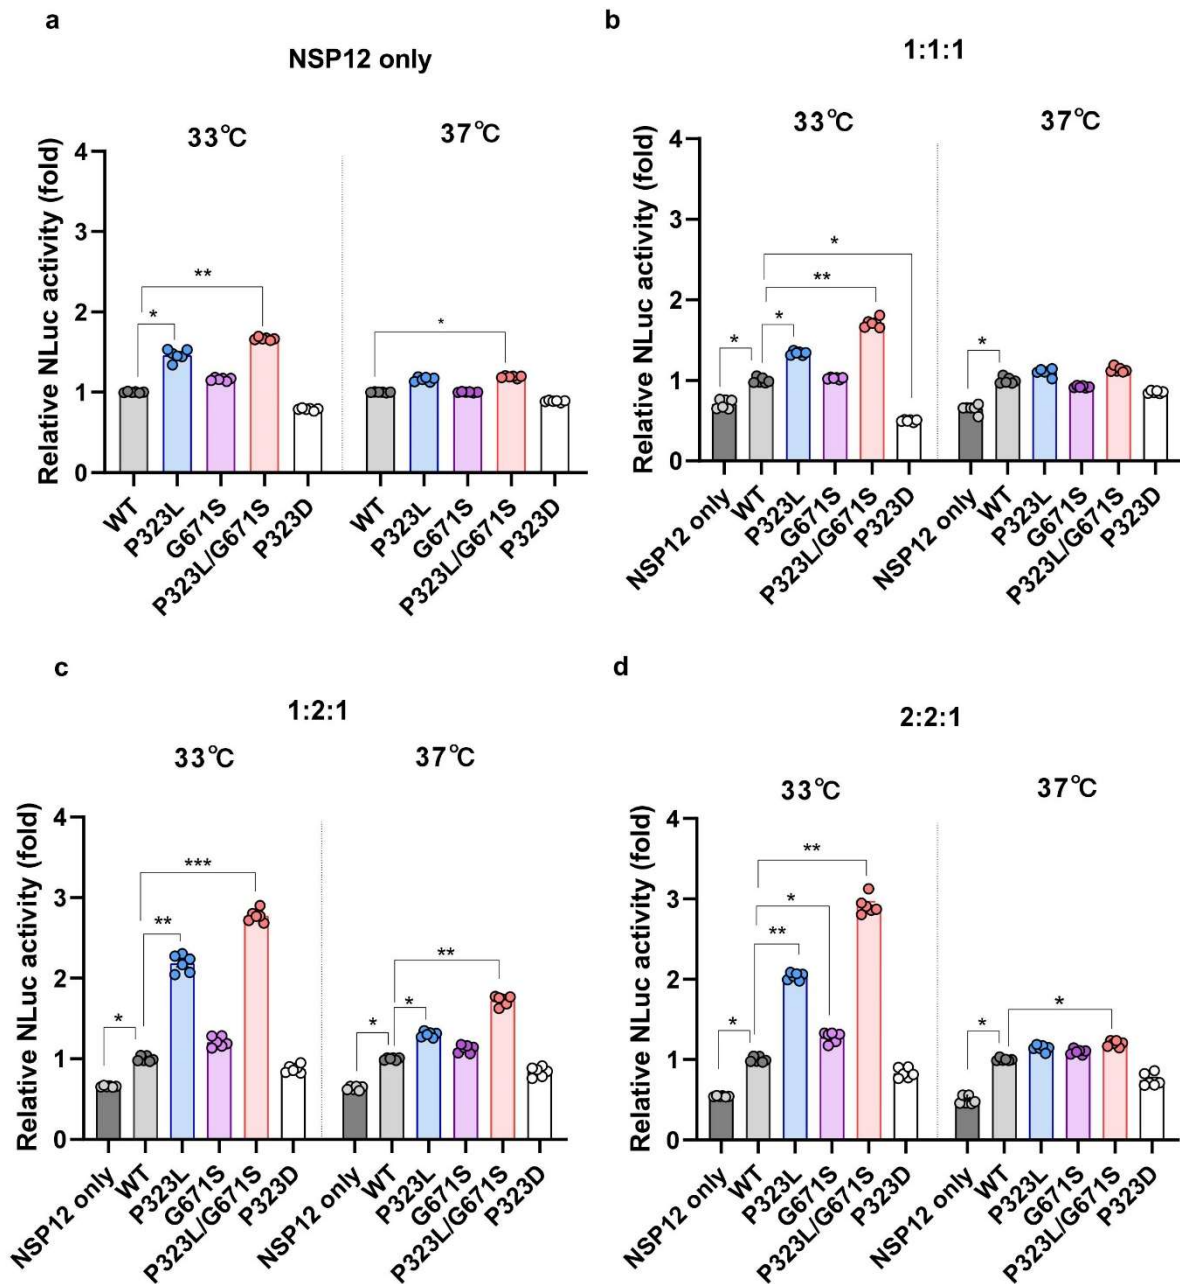 a
NSP12 only
33℃
37℃
Relative NLuc activity (fold)
4
3
2
1
0
**
*
*
WT
P323L
G671S
P323L/G671S
P323D
WT
P323L
G671S
P323L/G671S
P323D
b
1:1:1
33℃
37℃
Relative NLuc activity (fold)
4
3
2
1
0
*
**
*
*
*
NSP12 only
WT
P323L
G671S
P323L/G671S
P323D
NSP12 only
WT
P323L
G671S
P323L/G671S
P323D
c
1:2:1
33℃
37℃
Relative NLuc activity (fold)
4
3
2
1
0
***
**
*
**
*
*
NSP12 only
WT
P323L
G671S
P323L/G671S
P323D
NSP12 only
WT
P323L
G671S
P323L/G671S
P323D
d
2:2:1
33℃
37℃
Relative NLuc activity (fold)
4
3
2
1
0
**
*
**
*
*
*
NSP12 only
WT
P323L
G671S
P323L/G671S
P323D
NSP12 only
WT
P323L
G671S
P323L/G671S
P323D